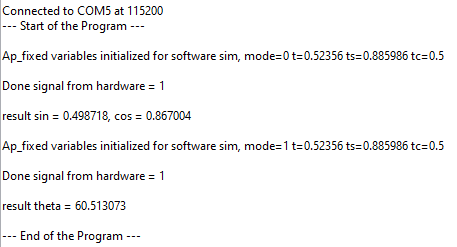 Connected to COM5 at 115200
--- Start of the Program ---
Ap_fixed variables initialized for software sim, mode=0 t=0.52356 ts=0.885986 tc=0.5
Done signal from hardware = 1
result sin = 0.498718, cos = 0.867004
Ap_fixed variables initialized for software sim, mode=1 t=0.52356 ts=0.885986 tc=0.5
Done signal from hardware = 1
result theta = 60.513073
--- End of the Program ---